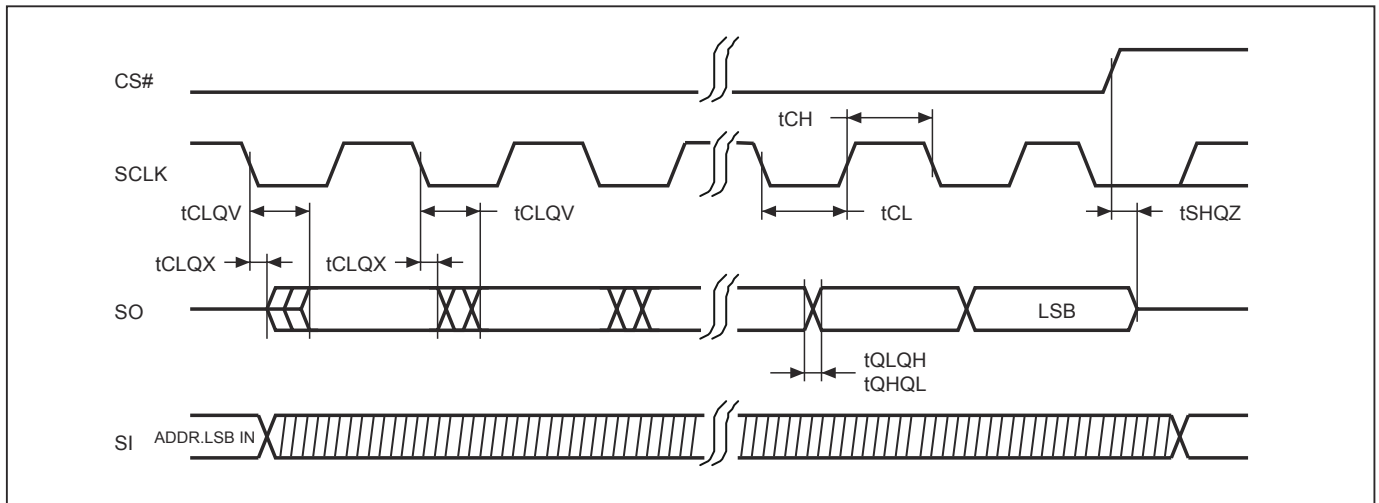 CS#
tCH
SCLK
tCLQV
tCLQV
tCL
tSHQZ
tCLQX
tCLQX
SO
LSB
tQLQH
tQHQL
SI
ADDR.LSB IN